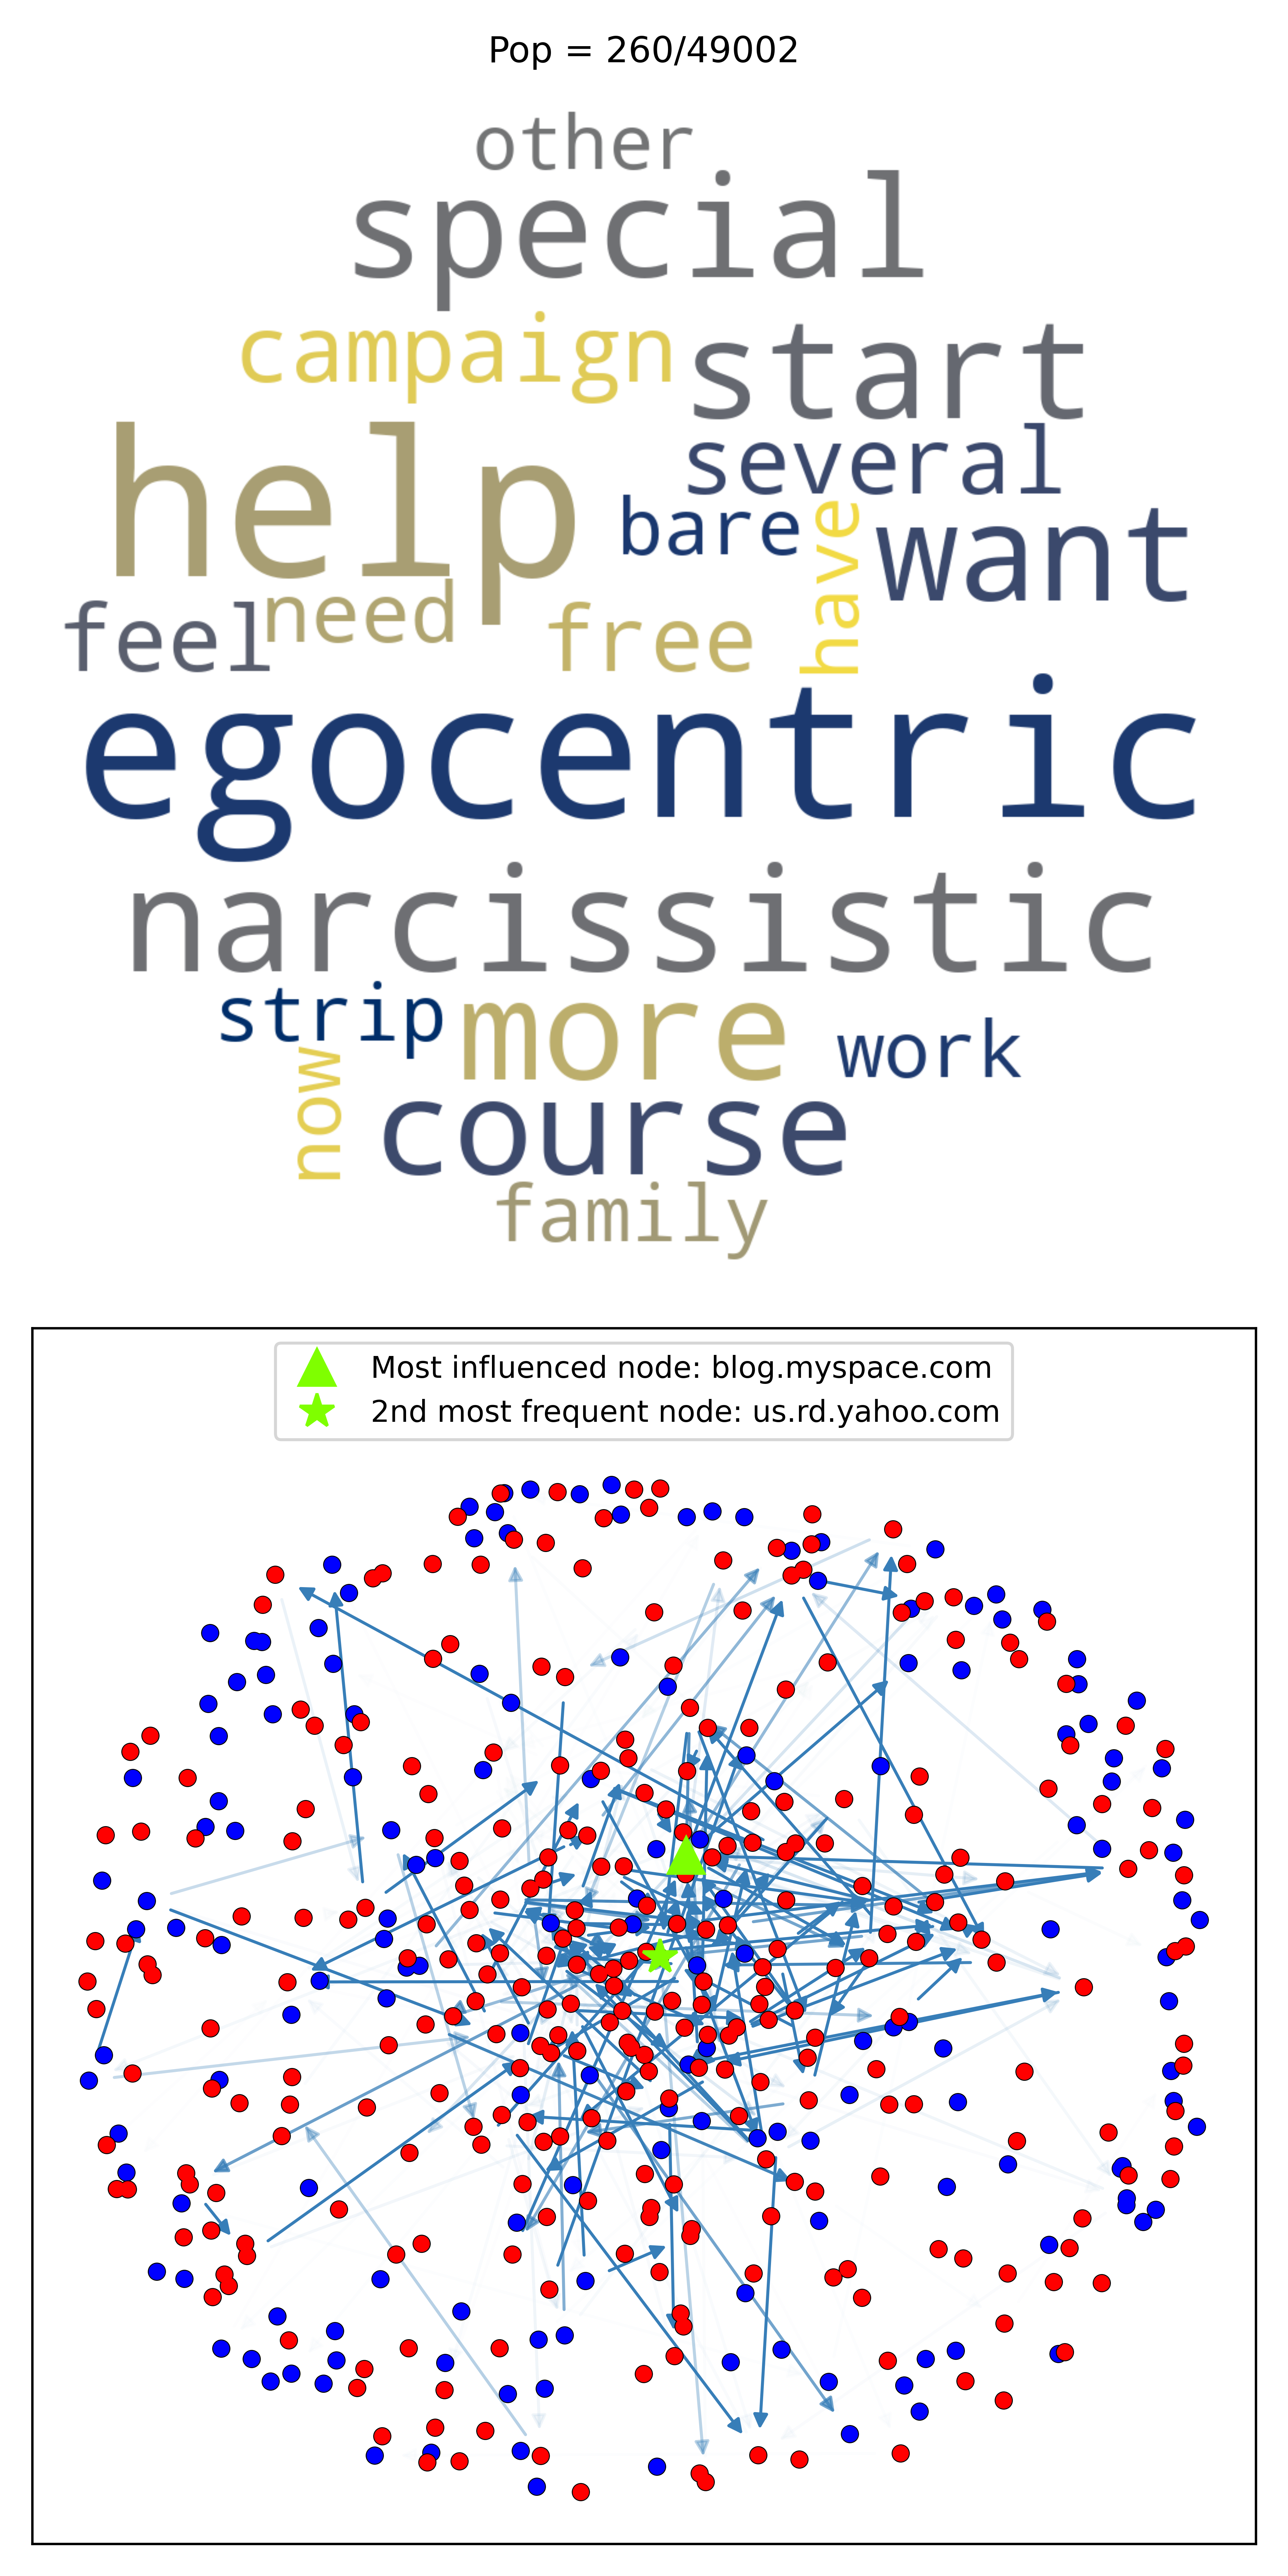 Pop = 260/49002
other
special
campaign
start
help
several
bare
have
want
feel
need
free
egocentric
narcissistic
strip
more
work
now
course
family
Most influenced node: blog.myspace.com
2nd most frequent node: us.rd.yahoo.com